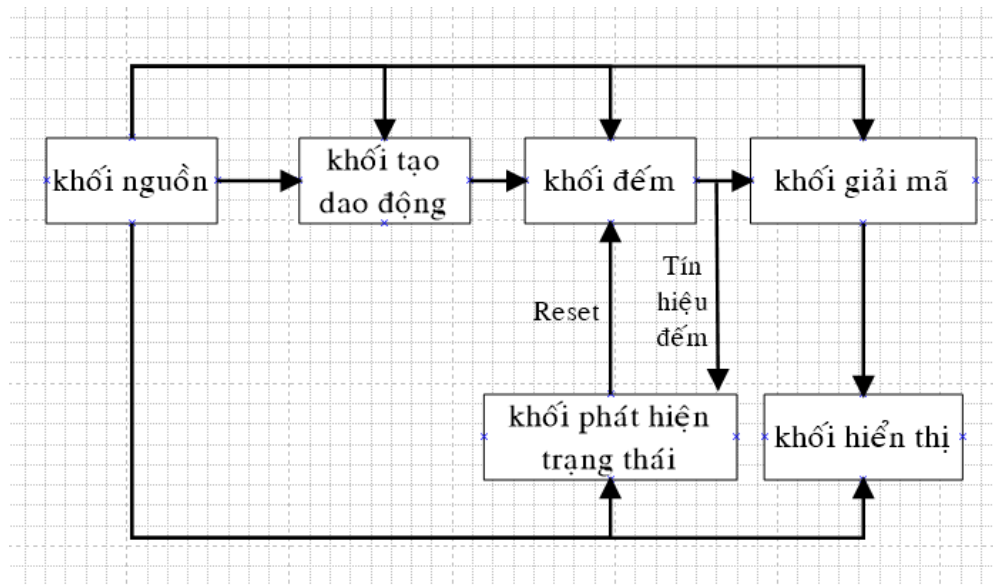 khối nguồn
khối tạo
dao động
khối đếm
khối giải mã
Reset
Tín
hiệu
đếm
khối phát hiện
trạng thái
khối hiển thị